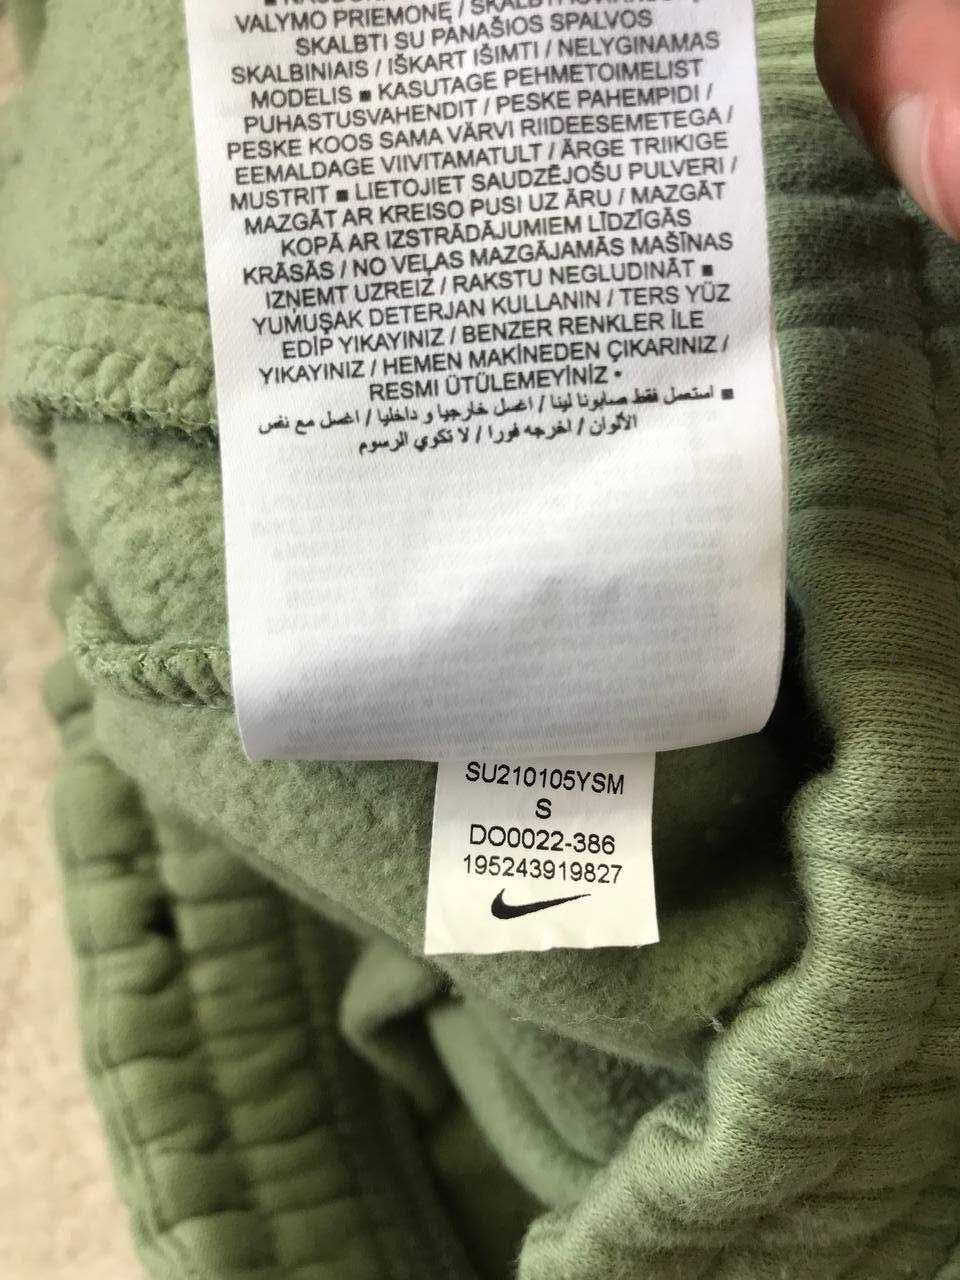 VALYMO PRIEMONĘ / SKALBTI
SKALBTI SU PANAŠIOS SPALVOS
SKALBINIAIS / IŠKART IŠIMTI / NELYGINAMAS
MODELIS ■ KASUTAGE PEHMETOIMELIST
PUHASTUSVAHENDIT / PESKE PAHEMPIDI /
PESKE KOOS SAMA VÄRVI RIIDEESEMETEGA /
EEMALDAGE VIIVITAMATULT / ÄRGE TRIIKIGE
MUSTRIT ■ LIETOJIET SAUDZĒJOŠU PULVERI /
MAZGĀT AR KREISO PUSI UZ ĀRU / MAZGĀT
KOPĀ AR IZSTRĀDĀJUMIEM LĪDZĪGĀS
KRĀSĀS / NO VEĻAS MAZGĀJAMĀS MAŠĪNAS
IZŅEMT UZREIZ / RAKSTU NEGLUDINĀT ■
YUMUŞAK DETERJAN KULLANIN / TERS YÜZ
EDİP YIKAYINIZ / BENZER RENKLER İLE
YIKAYINIZ / HEMEN MAKİNEDEN ÇIKARINIZ /
RESMI ÜTÜLEMEYİNİZ •
■ استعمل فقط صابونا لينا / اغسل خارجيا و داخليا / اغسل مع نفس
الألوان / اخرجه فورا / لا تكوي الرسوم
SU210105YSM
S
DO0022-386
195243919827